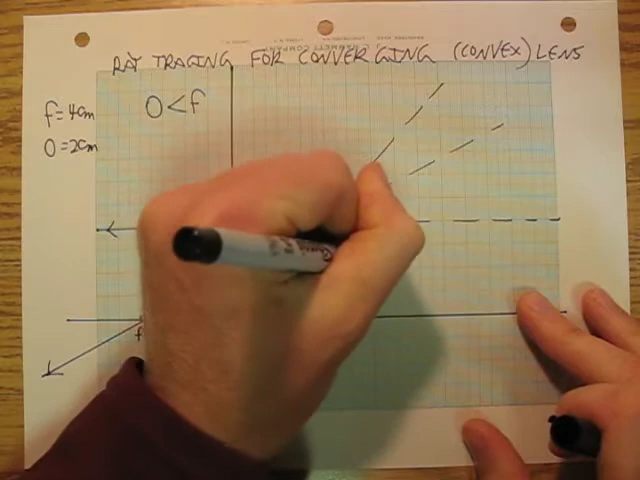 RAY TRACING FOR CONVERGING (CONVEX) LENS
f=4cm
O<f
O=2cm
f